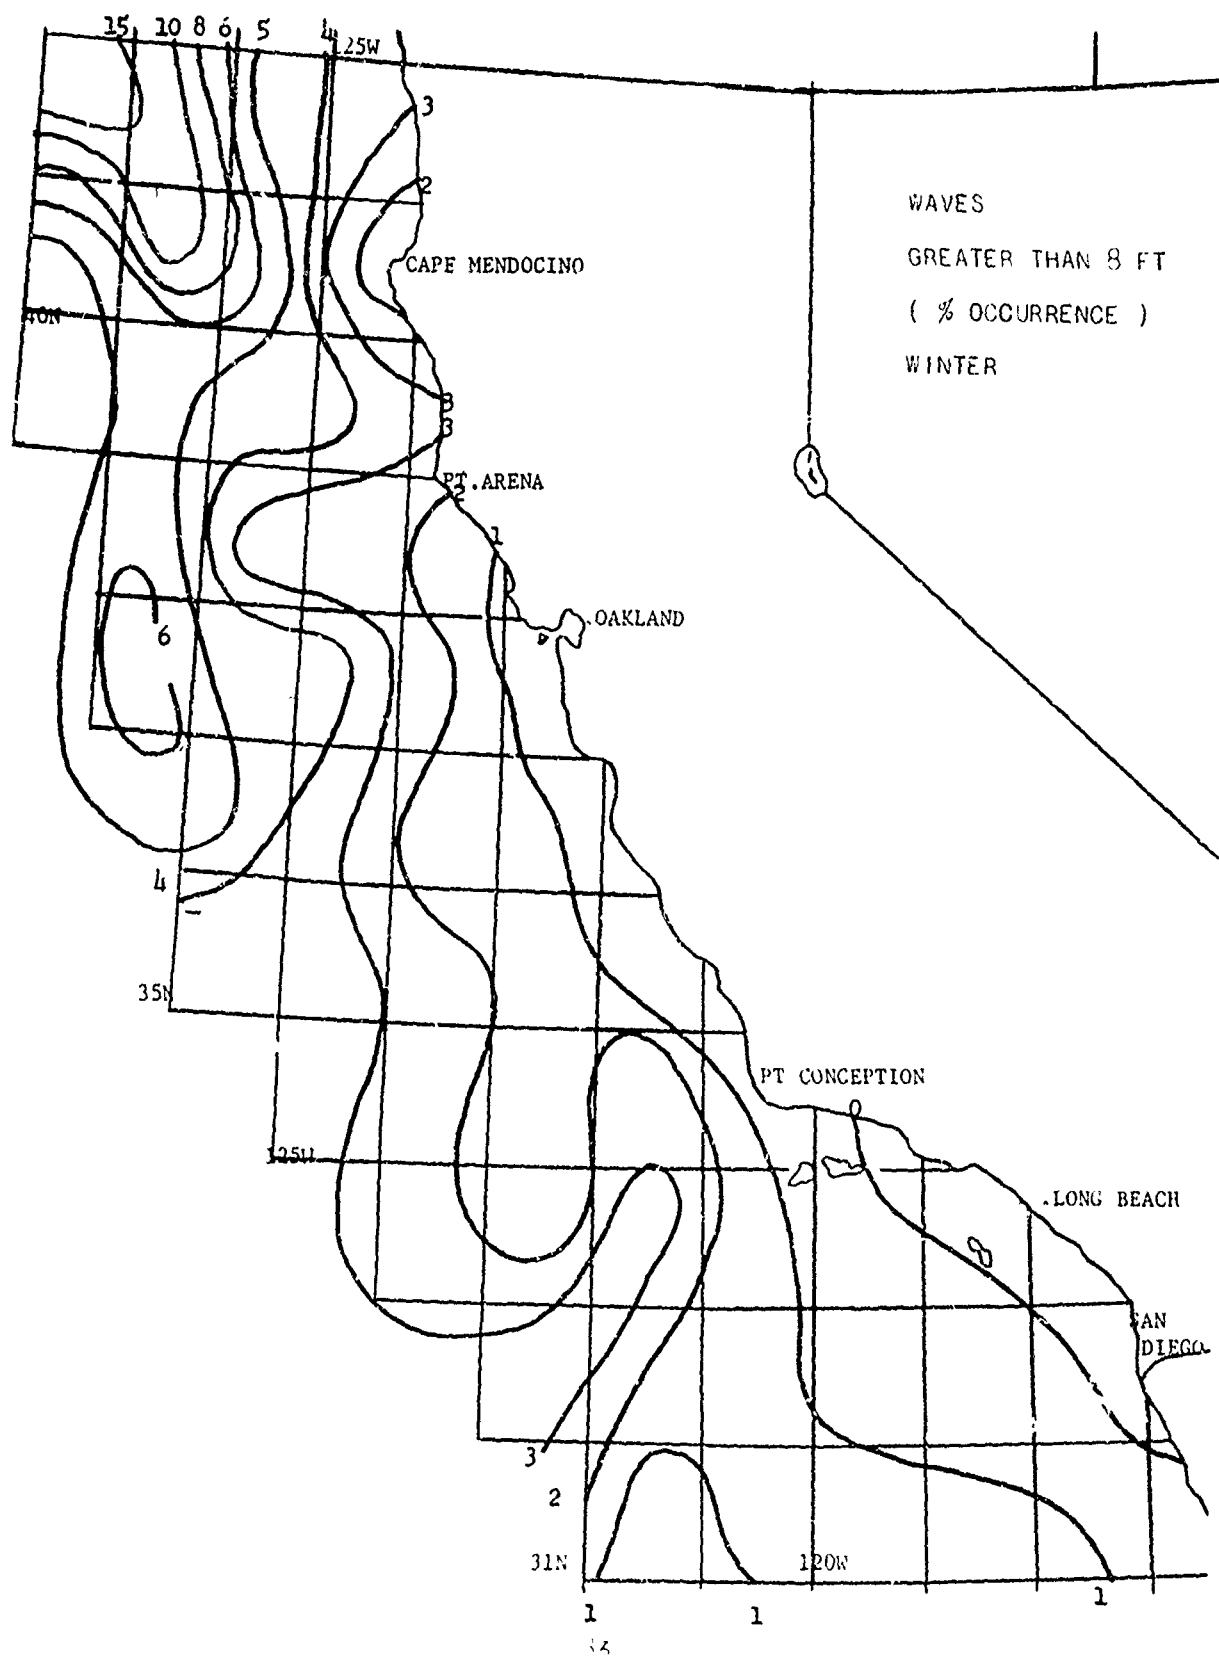 15 10 8 6 5 4
125W
3
2
WAVES
GREATER THAN 8 FT
( % OCCURRENCE )
WINTER
CAPE MENDOCINO
40N
3
3
PT.ARENA
2
1
.OAKLAND
6
4
35N
PT CONCEPTION
125W
0
.LONG BEACH
SAN
DIEGO
3
2
31N
120W
1
1
1